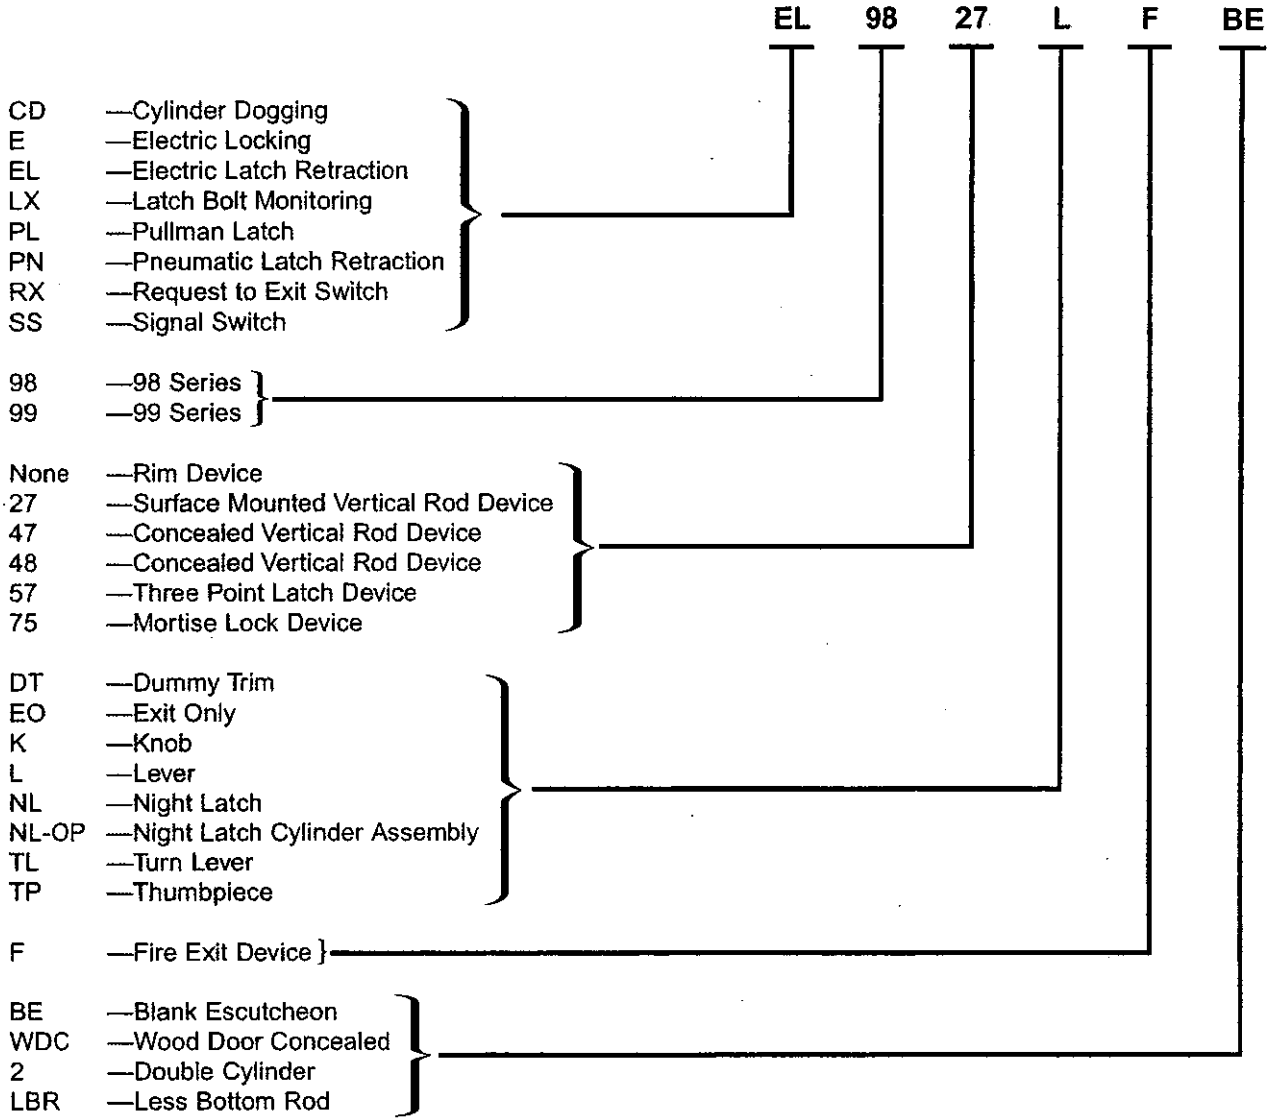 EL 98 27 L F BE
CD —Cylinder Dogging
E —Electric Locking
EL —Electric Latch Retraction
LX —Latch Bolt Monitoring
PL —Pullman Latch
PN —Pneumatic Latch Retraction
RX —Request to Exit Switch
SS —Signal Switch
98 —98 Series
99 —99 Series
None —Rim Device
27 —Surface Mounted Vertical Rod Device
47 —Concealed Vertical Rod Device
48 —Concealed Vertical Rod Device
57 —Three Point Latch Device
75 —Mortise Lock Device
DT —Dummy Trim
EO —Exit Only
K —Knob
L —Lever
NL —Night Latch
NL-OP —Night Latch Cylinder Assembly
TL —Turn Lever
TP —Thumbpiece
F —Fire Exit Device
BE —Blank Escutcheon
WDC —Wood Door Concealed
2 —Double Cylinder
LBR —Less Bottom Rod